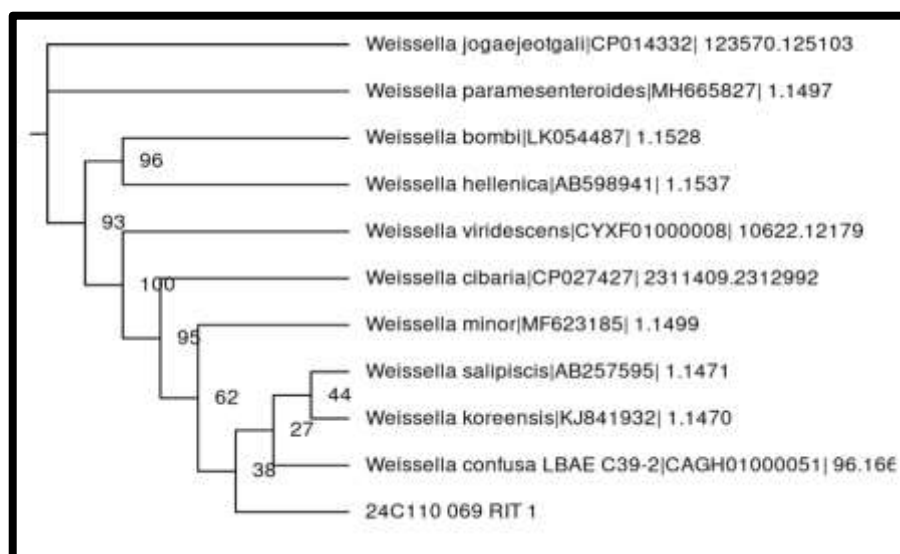 Weissella jogaejeotgali|CP014332| 123570.125103
Weissella paramesenteroides|MH665827| 1.1497
Weissella bombi|LK054487| 1.1528
96
Weissella hellenica|AB598941| 1.1537
93
Weissella viridescens|CYXF01000008| 10622.12179
100
Weissella cibaria|CP027427| 2311409.2312992
95
Weissella minor|MF623185| 1.1499
62
Weissella salipiscis|AB257595| 1.1471
44
Weissella koreensis|KJ841932| 1.1470
27
Weissella confusa LBAE C39-2|CAGH01000051| 96.166
38
24C110 069 RIT 1